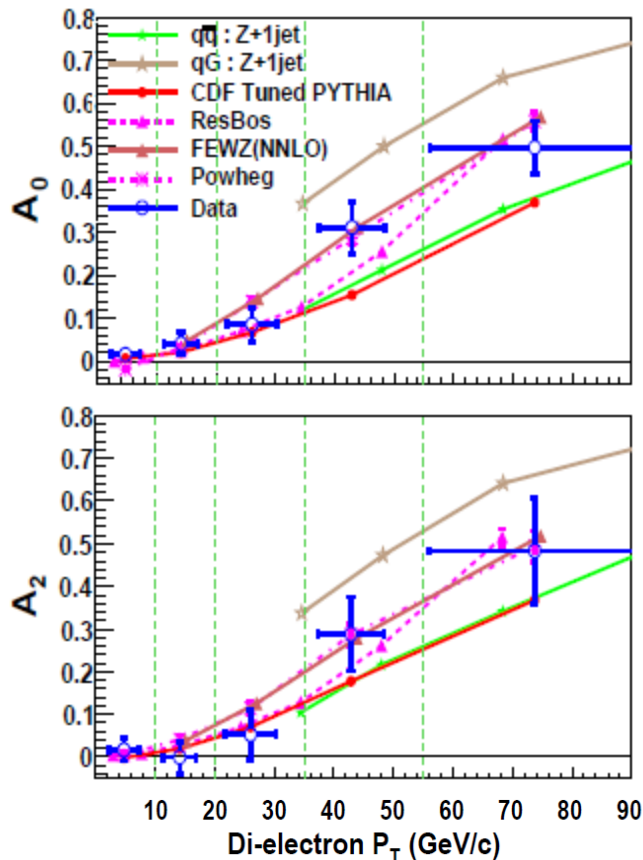 0.8
0.7
0.6
0.5
0.4
0.3
0.2
0.1
0
A0
qq̅ : Z+1jet
qG : Z+1jet
CDF Tuned PYTHIA
ResBos
FEWZ(NNLO)
Powheg
Data
0.8
0.7
0.6
0.5
0.4
0.3
0.2
0.1
0
A2
10 20 30 40 50 60 70 80 90
Di-electron PT (GeV/c)